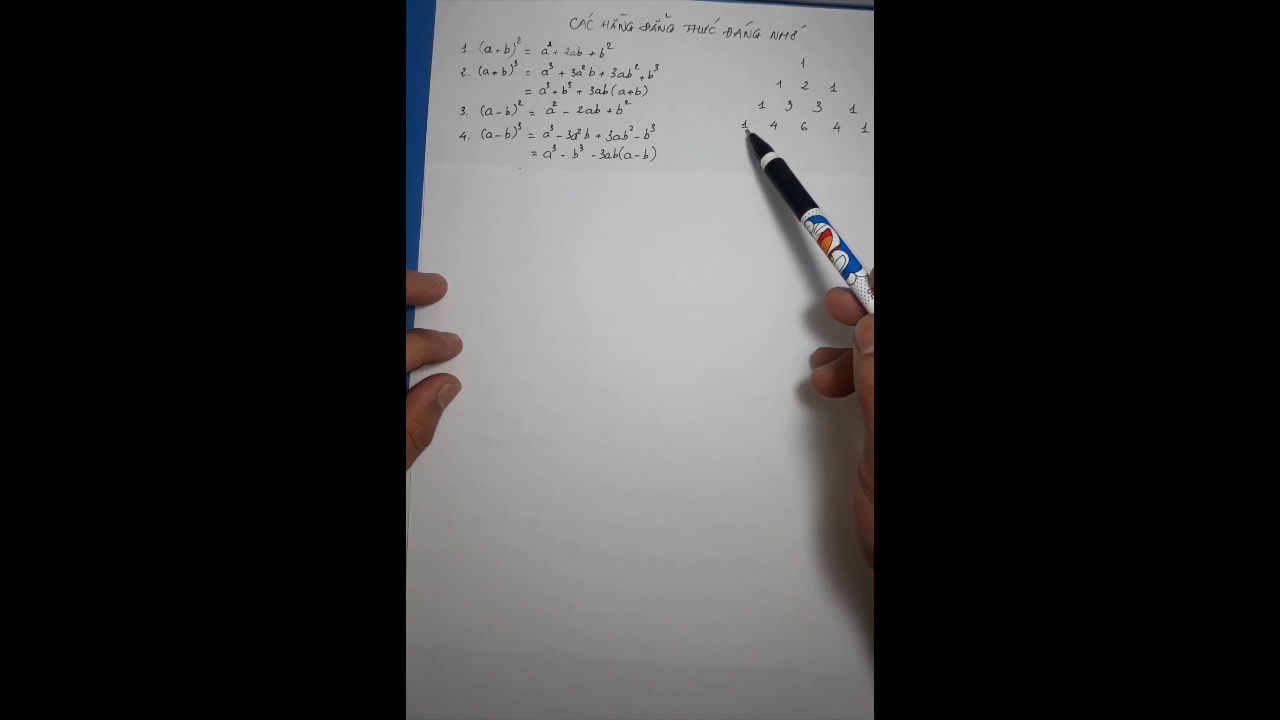 CÁC HẰNG ĐẲNG THỨC ĐÁNG NHỚ
1. (a+b)² = a² + 2ab + b²
2. (a+b)³ = a³ + 3a²b + 3ab² + b³
= a³ + b³ + 3ab(a+b)
3. (a-b)² = a² - 2ab + b²
4. (a-b)³ = a³ - 3a²b + 3ab² - b³
= a³ - b³ - 3ab(a-b)
1
1 2 1
1 3 3 1
1 4 6 4 1